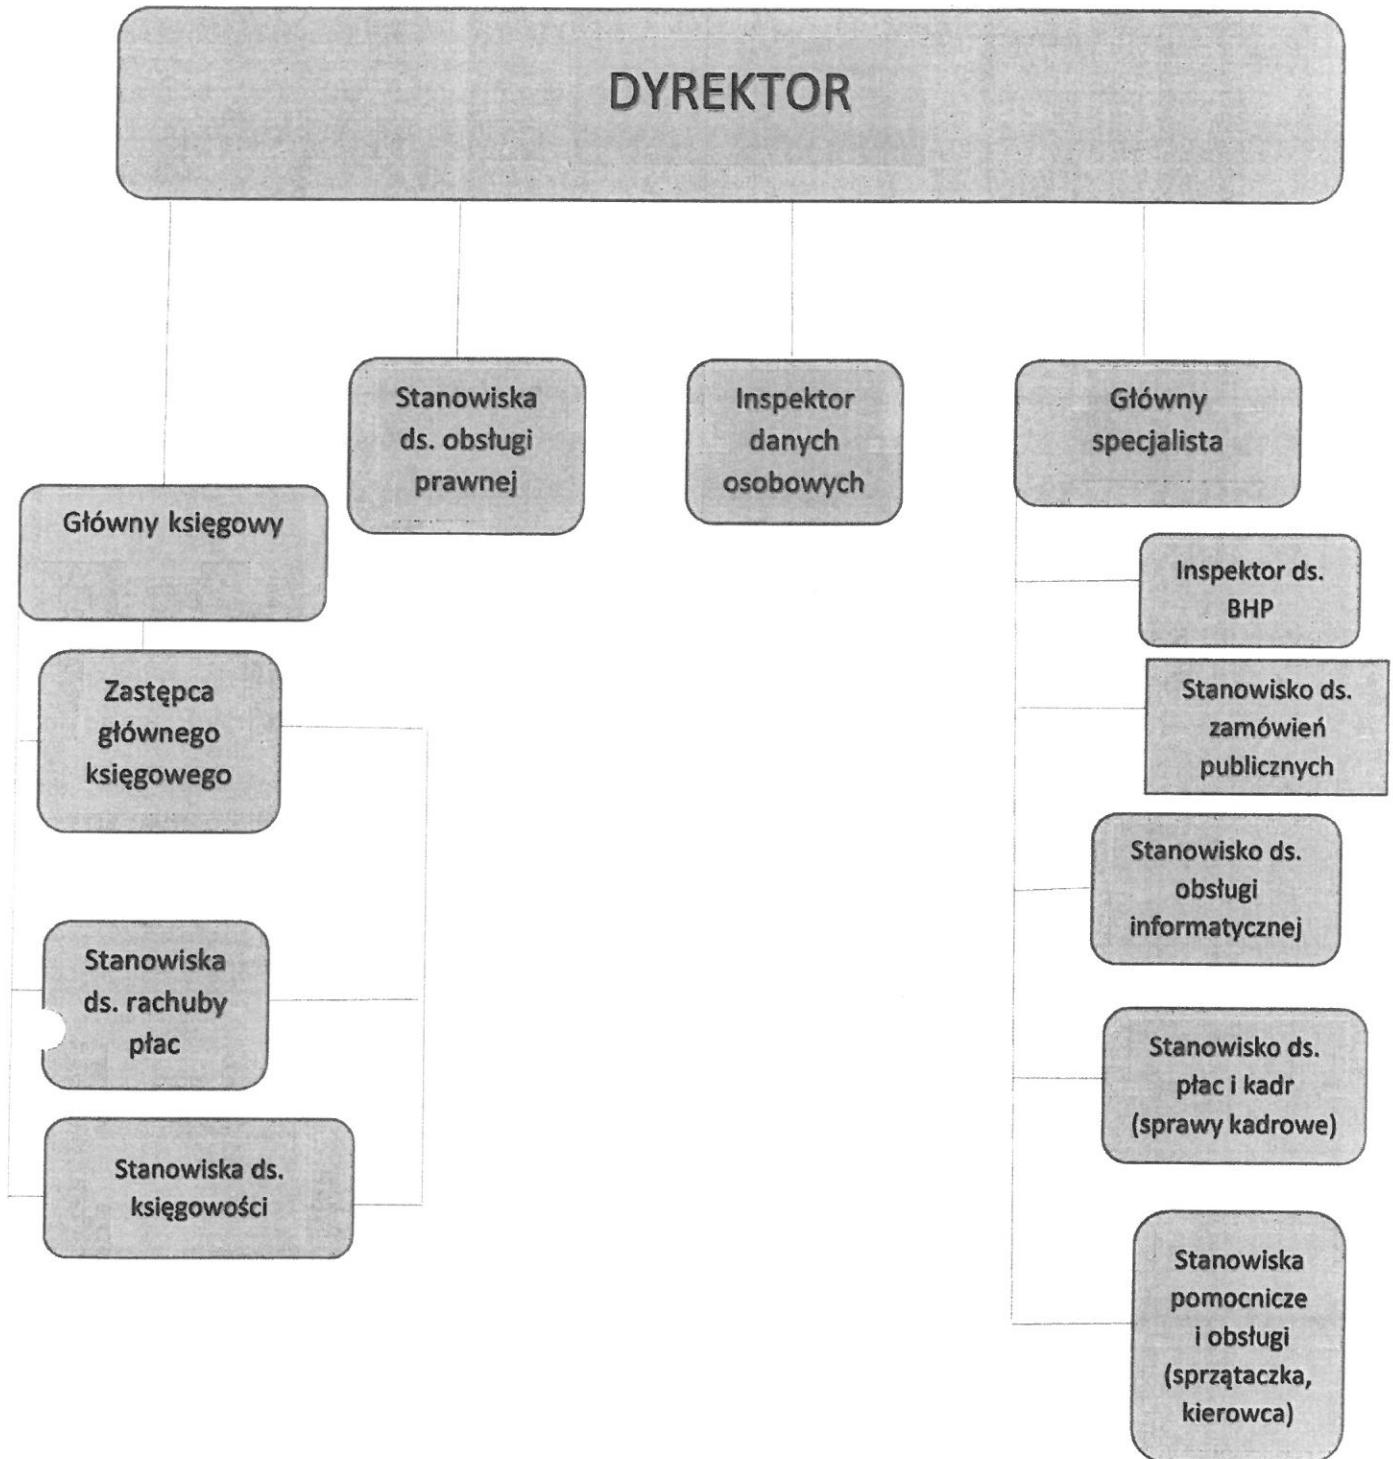 DYREKTOR
Stanowiska
ds. obsługi
prawnej
Inspektor
danych
osobowych
Główny
specjalista
Główny księgowy
Inspektor ds.
BHP
Zastępca
głównego
księgowego
Stanowisko ds.
zamówień
publicznych
Stanowisko ds.
obsługi
informatycznej
Stanowiska
ds. rachuby
płac
Stanowisko ds.
płac i kadr
(sprawy kadrowe)
Stanowiska ds.
księgowości
Stanowiska
pomocnicze
i obsługi
(sprzątaczka,
kierowca)